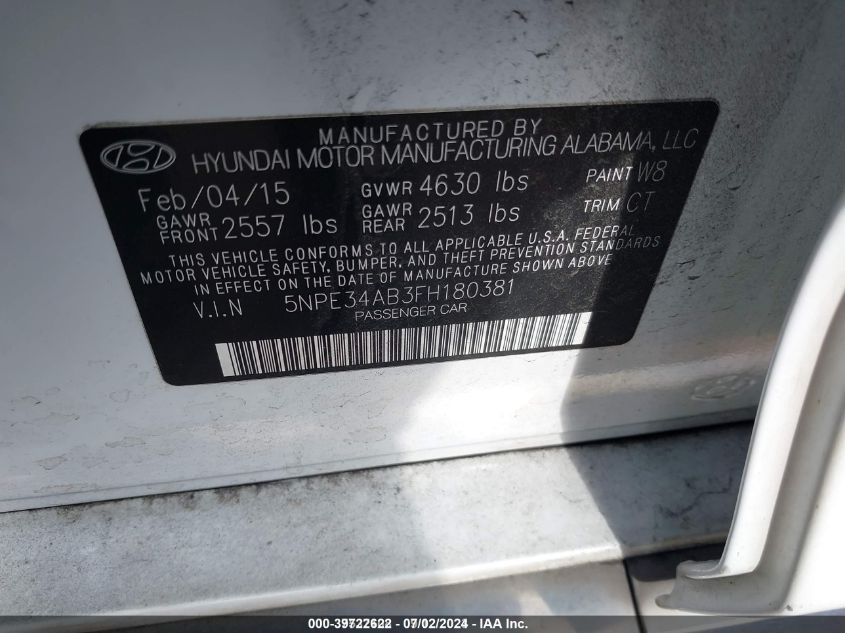 MANUFACTURED BY
HYUNDAI MOTOR MANUFACTURING ALABAMA, LLC
Feb/04/15 GVWR 4630 lbs PAINT W8
GAWR FRONT 2557 lbs GAWR REAR 2513 lbs TRIM CT
THIS VEHICLE CONFORMS TO ALL APPLICABLE U.S.A. FEDERAL
MOTOR VEHICLE SAFETY, BUMPER, AND THEFT PREVENTION STANDARDS
IN EFFECT ON THE DATE OF MANUFACTURE SHOWN ABOVE.
V.I.N 5NPE34AB3FH180381
PASSENGER CAR
000-39722622 - 07/02/2024 - IAA Inc.